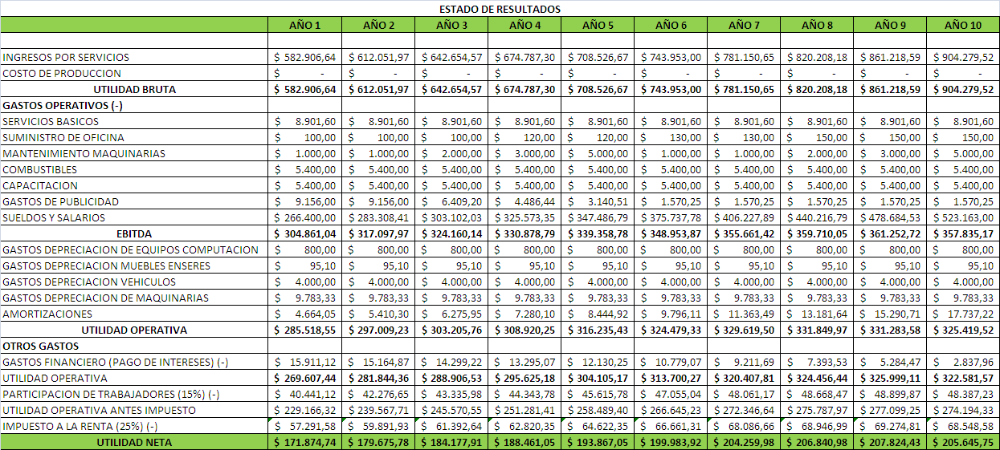 ESTADO DE RESULTADOS
AÑO 1 AÑO 2 AÑO 3 AÑO 4 AÑO 5 AÑO 6 AÑO 7 AÑO 8 AÑO 9 AÑO 10
INGRESOS POR SERVICIOS $ 582.906,64 $ 612.051,97 $ 642.654,57 $ 674.787,30 $ 708.526,67 $ 743.953,00 $ 781.150,65 $ 820.208,18 $ 861.218,59 $ 904.279,52
COSTO DE PRODUCCION $ - $ - $ - $ - $ - $ - $ - $ - $ - $ -
UTILIDAD BRUTA $ 582.906,64 $ 612.051,97 $ 642.654,57 $ 674.787,30 $ 708.526,67 $ 743.953,00 $ 781.150,65 $ 820.208,18 $ 861.218,59 $ 904.279,52
GASTOS OPERATIVOS (-)
SERVICIOS BASICOS $ 8.901,60 $ 8.901,60 $ 8.901,60 $ 8.901,60 $ 8.901,60 $ 8.901,60 $ 8.901,60 $ 8.901,60 $ 8.901,60 $ 8.901,60
SUMINISTRO DE OFICINA $ 100,00 $ 100,00 $ 100,00 $ 120,00 $ 120,00 $ 130,00 $ 130,00 $ 150,00 $ 150,00 $ 150,00
MANTENIMIENTO MAQUINARIAS $ 1.000,00 $ 1.000,00 $ 2.000,00 $ 3.000,00 $ 5.000,00 $ 1.000,00 $ 1.000,00 $ 2.000,00 $ 3.000,00 $ 5.000,00
COMBUSTIBLES $ 5.400,00 $ 5.400,00 $ 5.400,00 $ 5.400,00 $ 5.400,00 $ 5.400,00 $ 5.400,00 $ 5.400,00 $ 5.400,00 $ 5.400,00
CAPACITACION $ 5.400,00 $ 5.400,00 $ 5.400,00 $ 5.400,00 $ 5.400,00 $ 5.400,00 $ 5.400,00 $ 5.400,00 $ 5.400,00 $ 5.400,00
GASTOS DE PUBLICIDAD $ 9.156,00 $ 9.156,00 $ 6.409,20 $ 4.486,44 $ 3.140,51 $ 1.570,25 $ 1.570,25 $ 1.570,25 $ 1.570,25 $ 1.570,25
SUELDOS Y SALARIOS $ 266.400,00 $ 283.308,41 $ 303.102,03 $ 325.573,35 $ 347.486,79 $ 375.737,78 $ 406.227,89 $ 440.216,79 $ 478.684,53 $ 523.163,00
EBITDA $ 304.861,04 $ 317.097,97 $ 324.160,14 $ 330.878,79 $ 339.358,78 $ 348.953,87 $ 355.661,42 $ 359.710,05 $ 361.252,72 $ 357.835,17
GASTOS DEPRECIACION DE EQUIPOS COMPUTACION $ 800,00 $ 800,00 $ 800,00 $ 800,00 $ 800,00 $ 800,00 $ 800,00 $ 800,00 $ 800,00 $ 800,00
GASTOS DEPRECIACION MUEBLES ENSERES $ 95,10 $ 95,10 $ 95,10 $ 95,10 $ 95,10 $ 95,10 $ 95,10 $ 95,10 $ 95,10 $ 95,10
GASTOS DEPRECIACION VEHICULOS $ 4.000,00 $ 4.000,00 $ 4.000,00 $ 4.000,00 $ 4.000,00 $ 4.000,00 $ 4.000,00 $ 4.000,00 $ 4.000,00 $ 4.000,00
GASTOS DEPRECIACION DE MAQUINARIAS $ 9.783,33 $ 9.783,33 $ 9.783,33 $ 9.783,33 $ 9.783,33 $ 9.783,33 $ 9.783,33 $ 9.783,33 $ 9.783,33 $ 9.783,33
AMORTIZACIONES $ 4.664,05 $ 5.410,30 $ 6.275,95 $ 7.280,10 $ 8.444,92 $ 9.796,11 $ 11.363,49 $ 13.181,64 $ 15.290,71 $ 17.737,22
UTILIDAD OPERATIVA $ 285.518,55 $ 297.009,23 $ 303.205,76 $ 308.920,25 $ 316.235,43 $ 324.479,33 $ 329.619,50 $ 331.849,97 $ 331.283,58 $ 325.419,52
OTROS GASTOS
GASTOS FINANCIERO (PAGO DE INTERESES) (-) $ 15.911,12 $ 15.164,87 $ 14.299,22 $ 13.295,07 $ 12.130,25 $ 10.779,07 $ 9.211,69 $ 7.393,53 $ 5.284,47 $ 2.837,96
UTILIDAD OPERATIVA $ 269.607,44 $ 281.844,36 $ 288.906,53 $ 295.625,18 $ 304.105,17 $ 313.700,27 $ 320.407,81 $ 324.456,44 $ 325.999,11 $ 322.581,57
PARTICIPACION DE TRABAJADORES (15%) (-) $ 40.441,12 $ 42.276,65 $ 43.335,98 $ 44.343,78 $ 45.615,78 $ 47.055,04 $ 48.061,17 $ 48.668,47 $ 48.899,87 $ 48.387,23
UTILIDAD OPERATIVA ANTES IMPUESTO $ 229.166,32 $ 239.567,71 $ 245.570,55 $ 251.281,41 $ 258.489,40 $ 266.645,23 $ 272.346,64 $ 275.787,97 $ 277.099,25 $ 274.194,33
IMPUESTO A LA RENTA (25%) (-) $ 57.291,58 $ 59.891,93 $ 61.392,64 $ 62.820,35 $ 64.622,35 $ 66.661,31 $ 68.086,66 $ 68.946,99 $ 69.274,81 $ 68.548,58
UTILIDAD NETA $ 171.874,74 $ 179.675,78 $ 184.177,91 $ 188.461,05 $ 193.867,05 $ 199.983,92 $ 204.259,98 $ 206.840,98 $ 207.824,43 $ 205.645,75